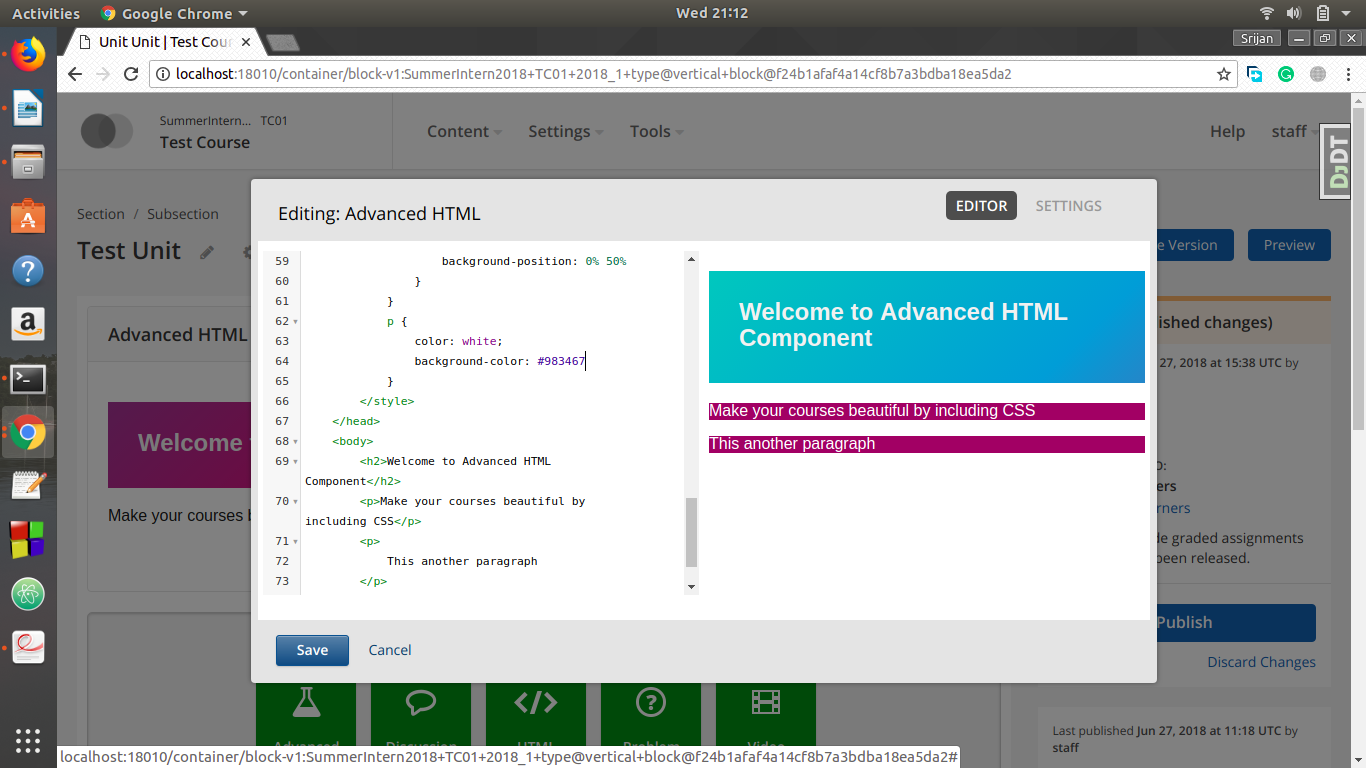 Activities Google Chrome Wed 21:12
Unit Unit | Test Cour Srijan
localhost:18010/container/block-v1:SummerIntern2018+TC01+2018_1+type@vertical+block@f24b1afaf4a14cf8b7a3bdba18ea5da2
SummerIntern... TC01
Test Course
Content Settings Tools Help staff
DJDT
Section / Subsection
Test Unit
e Version Preview
Editing: Advanced HTML EDITOR SETTINGS
Advanced HTML
Welcome
Make your courses
59 background-position: 0% 50%
60 }
61 }
62 p {
63 color: white;
64 background-color: #983467
65 }
66 </style>
67 </head>
68 <body>
69 <h2>Welcome to Advanced HTML
Component</h2>
70 <p>Make your courses beautiful by
including CSS</p>
71 <p>
72 This another paragraph
73 </p>
Welcome to Advanced HTML
Component
Make your courses beautiful by including CSS
This another paragraph
Save Cancel
ished changes)
27, 2018 at 15:38 UTC by
ers
rners
de graded assignments
been released.
Publish
Discard Changes
Last published Jun 27, 2018 at 11:18 UTC by
staff
Advanced Discussion HTML Problem Video
localhost:18010/container/block-v1:SummerIntern2018+TC01+2018_1+type@vertical+block@f24b1afaf4a14cf8b7a3bdba18ea5da2#